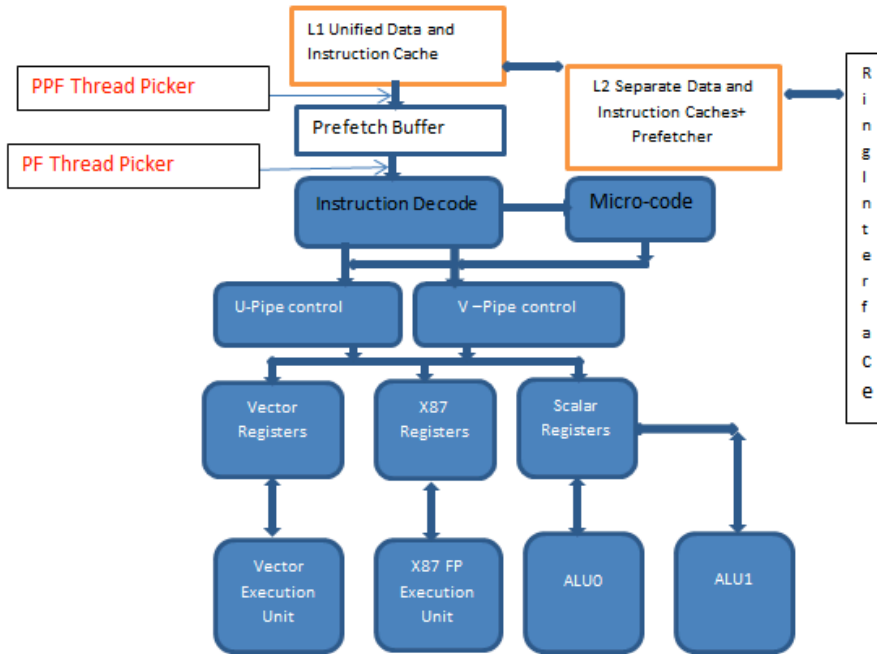 L1 Unified Data and
Instruction Cache
PPF Thread Picker
L2 Separate Data and
Instruction Caches+
Prefetcher
R
i
n
g
I
n
t
e
r
f
a
C
e
Prefetch Buffer
PF Thread Picker
Instruction Decode
Micro-code
U-Pipe control
V –Pipe control
Vector
Registers
X87
Registers
Scalar
Registers
Vector
Execution
Unit
X87 FP
Execution
Unit
ALU0
ALU1